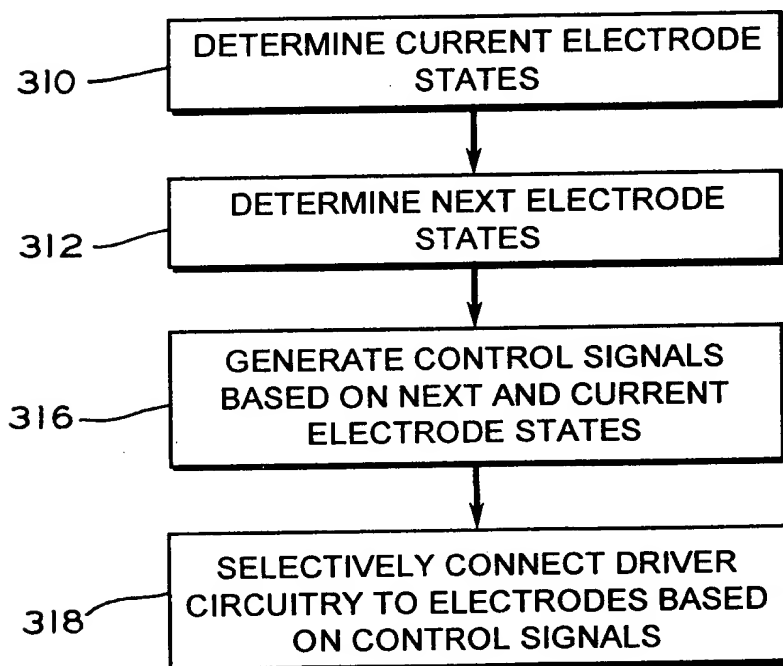 310
DETERMINE CURRENT ELECTRODE
STATES
312
DETERMINE NEXT ELECTRODE
STATES
316
GENERATE CONTROL SIGNALS
BASED ON NEXT AND CURRENT
ELECTRODE STATES
318
SELECTIVELY CONNECT DRIVER
CIRCUITRY TO ELECTRODES BASED
ON CONTROL SIGNALS